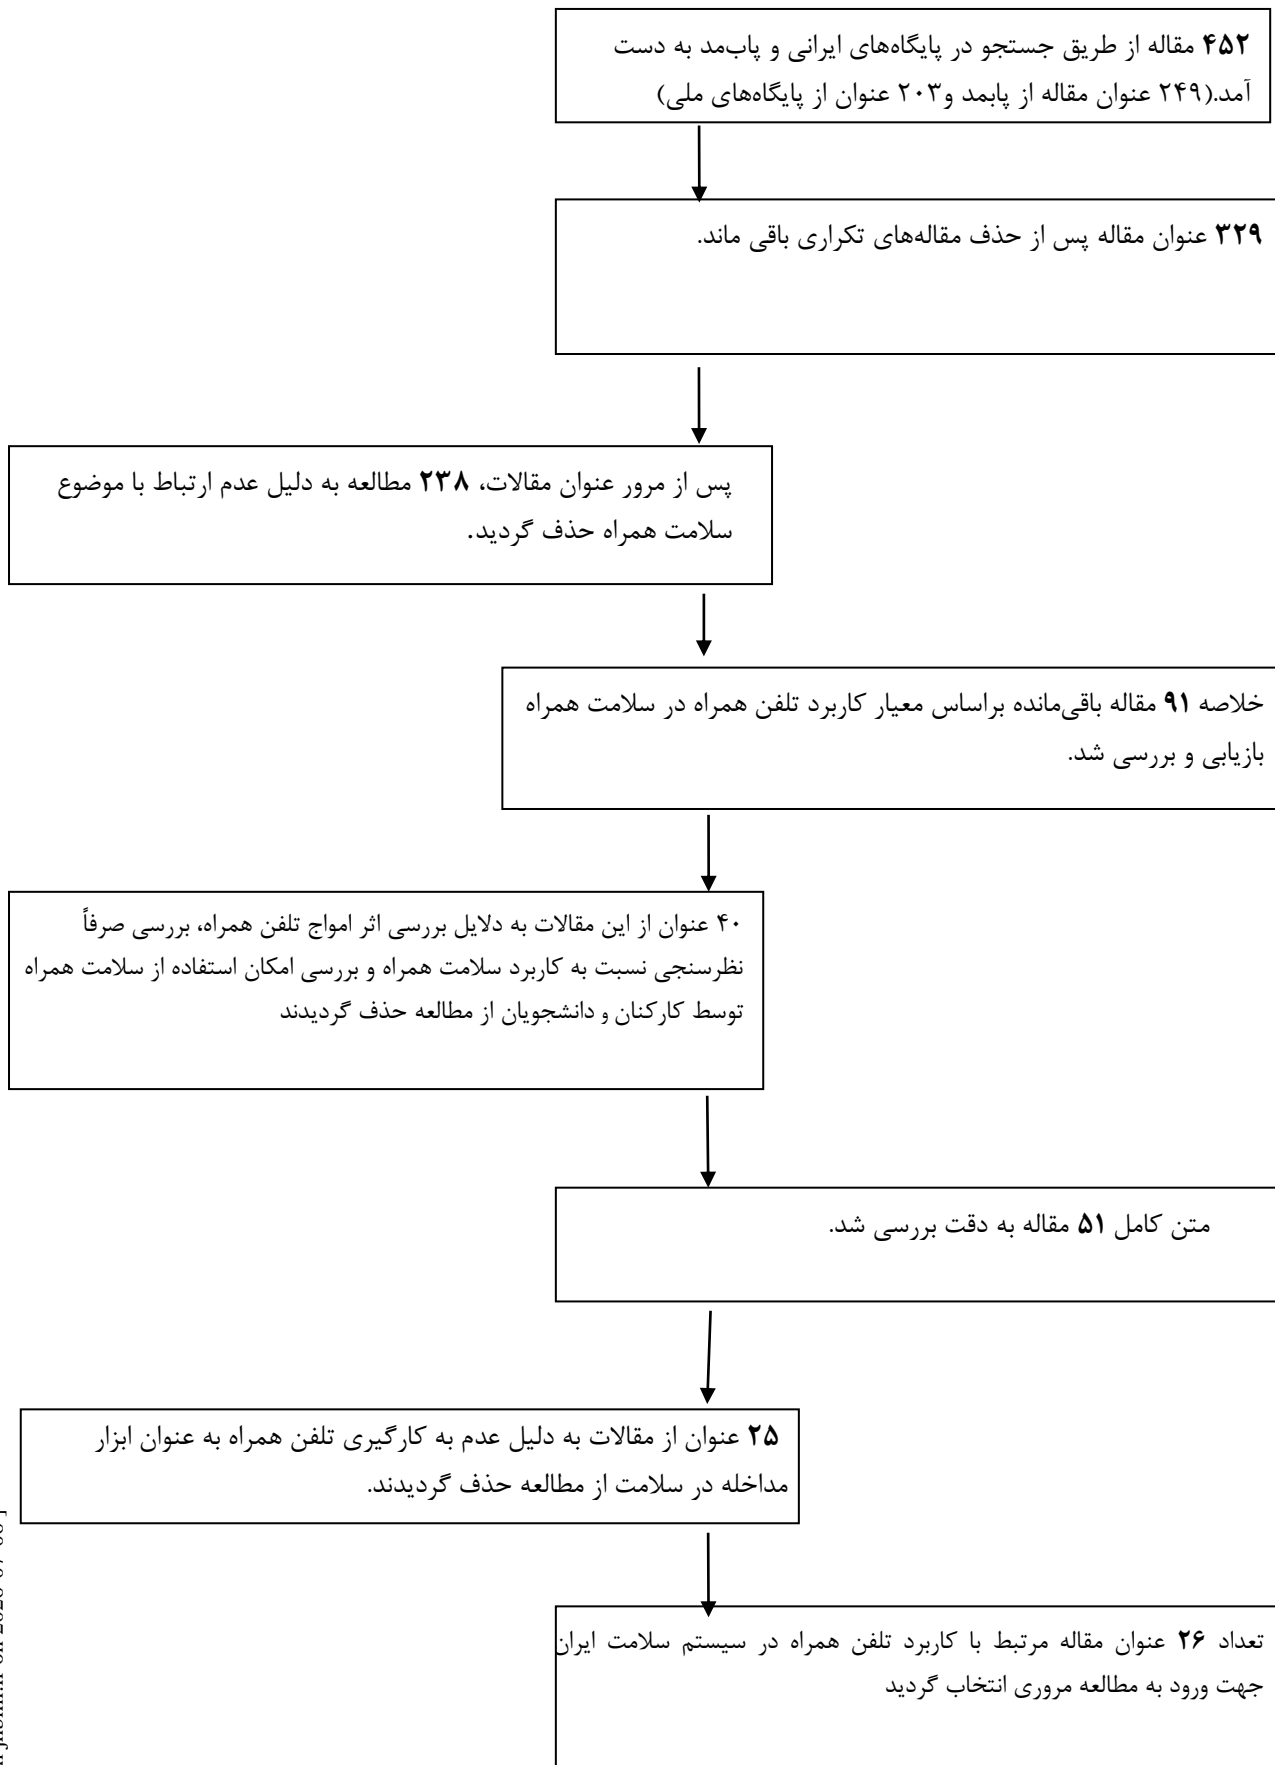 ۴۵۲ مقاله از طریق جستجو در پایگاه‌های ایرانی و پاب‌مد به دست
آمد.(۲۴۹ عنوان مقاله از پابمد و۲۰۳ عنوان از پایگاه‌های ملی)
۳۲۹ عنوان مقاله پس از حذف مقاله‌های تکراری باقی ماند.
پس از مرور عنوان مقالات، ۲۳۸ مطالعه به دلیل عدم ارتباط با موضوع
سلامت همراه حذف گردید.
خلاصه ۹۱ مقاله باقی‌مانده براساس معیار کاربرد تلفن همراه در سلامت همراه
بازیابی و بررسی شد.
۴۰ عنوان از این مقالات به دلایل بررسی اثر امواج تلفن همراه، بررسی صرفاً
نظرسنجی نسبت به کاربرد سلامت همراه و بررسی امکان استفاده از سلامت همراه
توسط کارکنان و دانشجویان از مطالعه حذف گردیدند
متن کامل ۵۱ مقاله به دقت بررسی شد.
۲۵ عنوان از مقالات به دلیل عدم به کارگیری تلفن همراه به عنوان ابزار
مداخله در سلامت از مطالعه حذف گردیدند.
تعداد ۲۶ عنوان مقاله مرتبط با کاربرد تلفن همراه در سیستم سلامت ایران
جهت ورود به مطالعه مروری انتخاب گردید